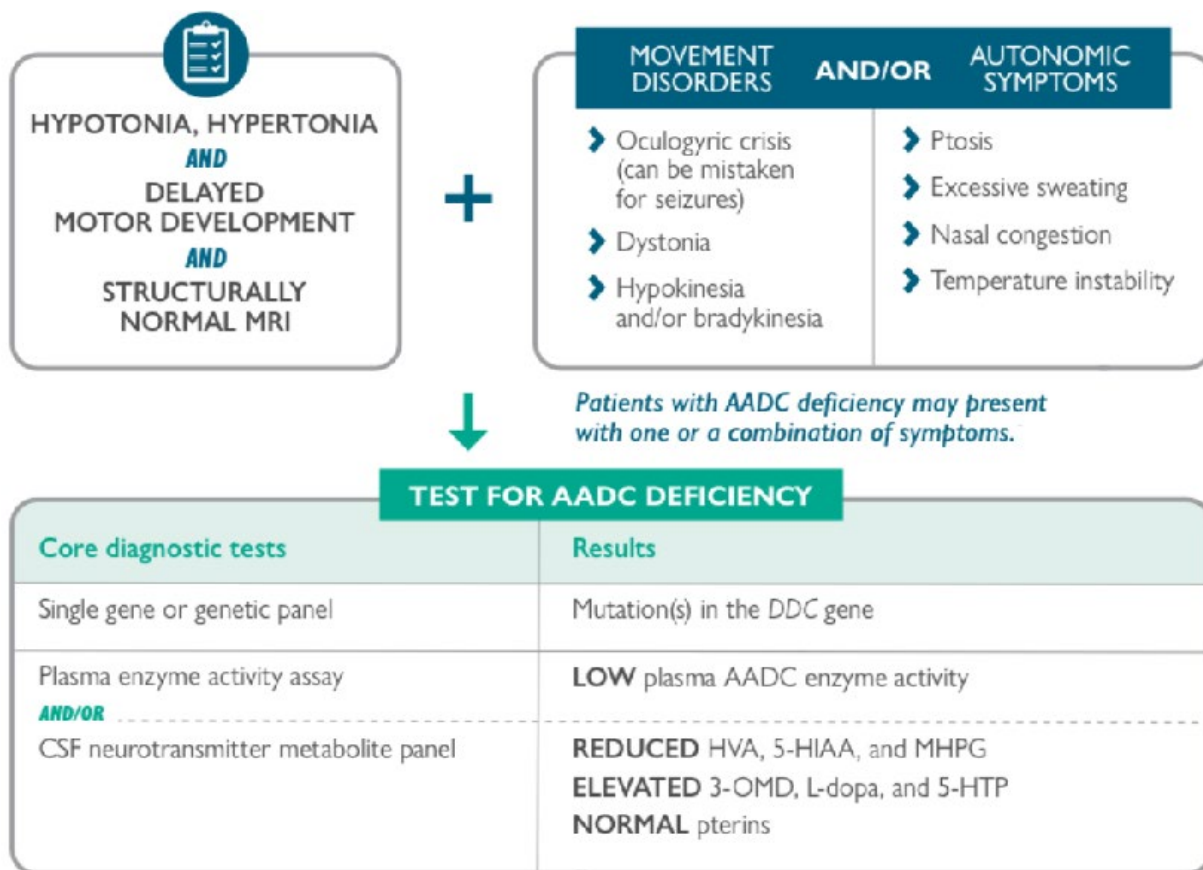 HYPOTONIA, HYPERTONIA
AND
DELAYED
MOTOR DEVELOPMENT
AND
STRUCTURALLY
NORMAL MRI
+
MOVEMENT
DISORDERS
AND/OR
AUTONOMIC
SYMPTOMS
Oculogyric crisis
(can be mistaken
for seizures)
Dystonia
Hypokinesia
and/or bradykinesia
Ptosis
Excessive sweating
Nasal congestion
Temperature instability
Patients with AADC deficiency may present
with one or a combination of symptoms.
TEST FOR AADC DEFICIENCY
Core diagnostic tests
Results
Single gene or genetic panel
Mutation(s) in the DDC gene
Plasma enzyme activity assay
LOW plasma AADC enzyme activity
AND/OR
CSF neurotransmitter metabolite panel
REDUCED HVA, 5-HIAA, and MHPG
ELEVATED 3-OMD, L-dopa, and 5-HTP
NORMAL pterins